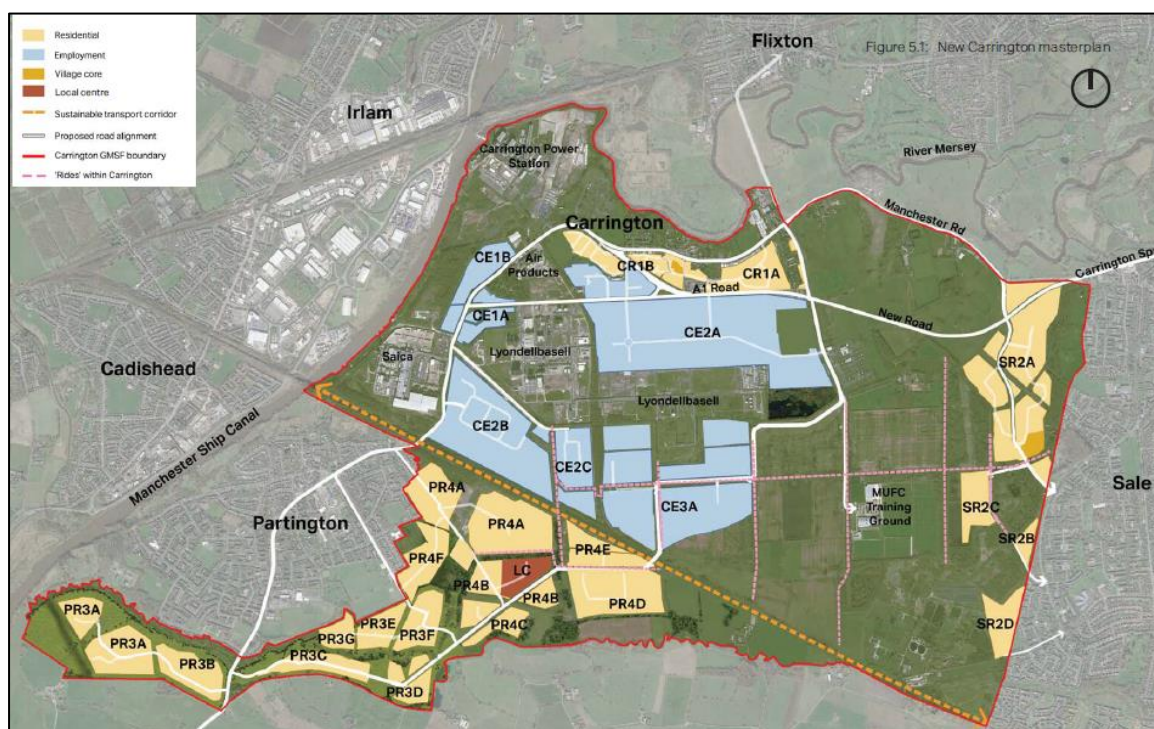 Residential
Employment
Village core
Local centre
Sustainable transport corridor
Proposed road alignment
Carrington GMSF boundary
'Rides' within Carrington
Flixton
Figure 5.1: New Carrington masterplan
Irlam
Carrington Power
Station
River Mersey
Manchester Rd
Carrington
Carrington Sp
CE1B
Air
Products
CR1B
CR1A
A1 Road
New Road
CE1A
CE2A
Lyondellbasell
Saica
SR2A
Cadishead
Lyondellbasell
Manchester Ship Canal
CE2B
CE2C
Sale
PR4A
Partington
PR4A
CE3A
MUFC
Training
Ground
SR2C
SR2B
PR4F
PR4E
LC
PR4B
PR4B
PR4D
PR3A
PR3E
PR3G
PR3F
PR4C
SR2D
PR3A
PR3B
PR3C
PR3D